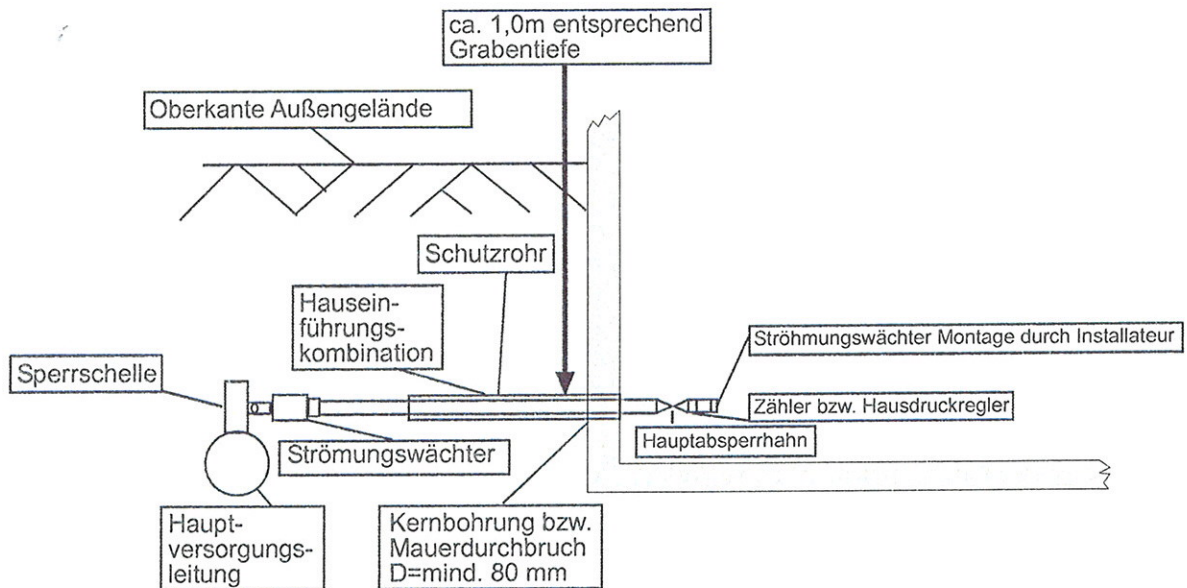 ca. 1,0m entsprechend
Grabentiefe
Oberkante Außengelände
Schutzrohr
Hausein-
führungs-
kombination
Sperrschelle
Ströhmungswächter Montage durch Installateur
Zähler bzw. Hausdruckregler
Hauptabsperrhahn
Strömungswächter
Haupt-
versorgungs-
leitung
Kernbohrung bzw.
Mauerdurchbruch
D=mind. 80 mm